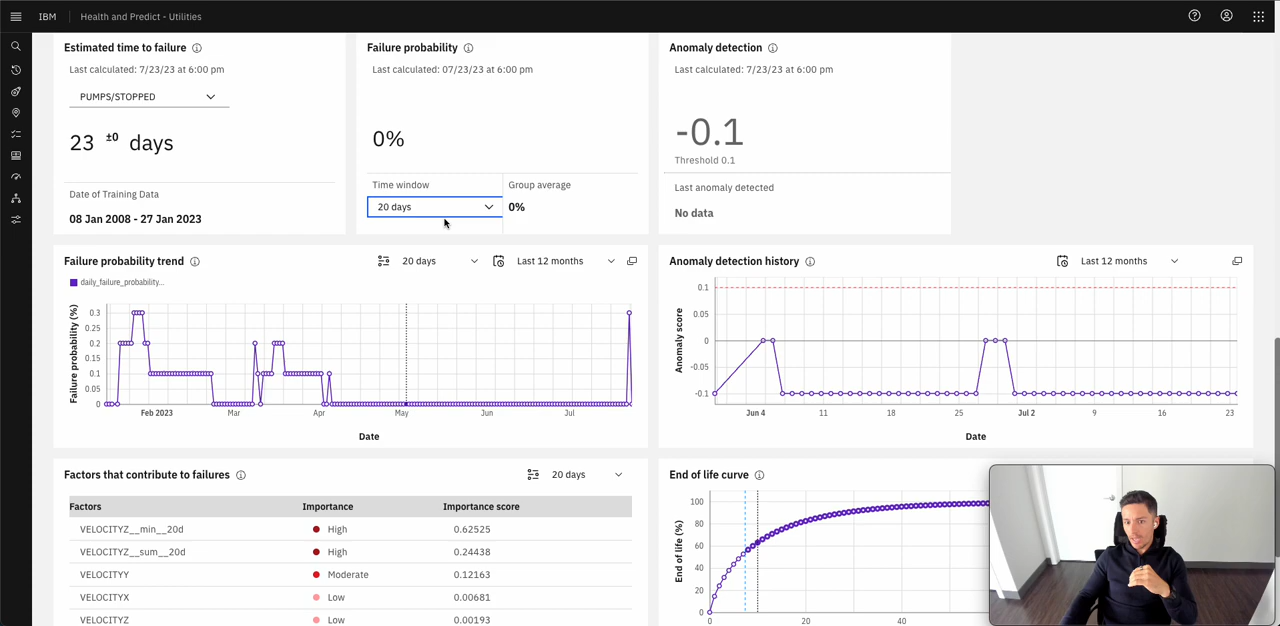 IBM Health and Predict - Utilities
Estimated time to failure
Last calculated: 7/23/23 at 6:00 pm
PUMPS/STOPPED
23 ±0 days
Date of Training Data
08 Jan 2008 - 27 Jan 2023
Failure probability
Last calculated: 07/23/23 at 6:00 pm
0%
Time window
20 days
Group average
0%
Anomaly detection
Last calculated: 7/23/23 at 6:00 pm
-0.1
Threshold 0.1
Last anomaly detected
No data
Failure probability trend
20 days
Last 12 months
daily_failure_probability...
Failure probability (%)
0.3
0.25
0.2
0.15
0.1
0.05
0
Feb 2023 Mar Apr May Jun Jul
Date
Anomaly detection history
Last 12 months
Anomaly score
0.1
0.05
0
-0.05
-0.1
Jun 4 11 18 25 Jul 2 9 16 23
Date
Factors that contribute to failures
20 days
Factors Importance Importance score
VELOCITYZ__min__20d High 0.62525
VELOCITYZ__sum__20d High 0.24438
VELOCITYY Moderate 0.12163
VELOCITYX Low 0.00681
VELOCITYZ Low 0.00193
End of life curve
End of life (%)
100
80
60
40
20
0
0 20 40